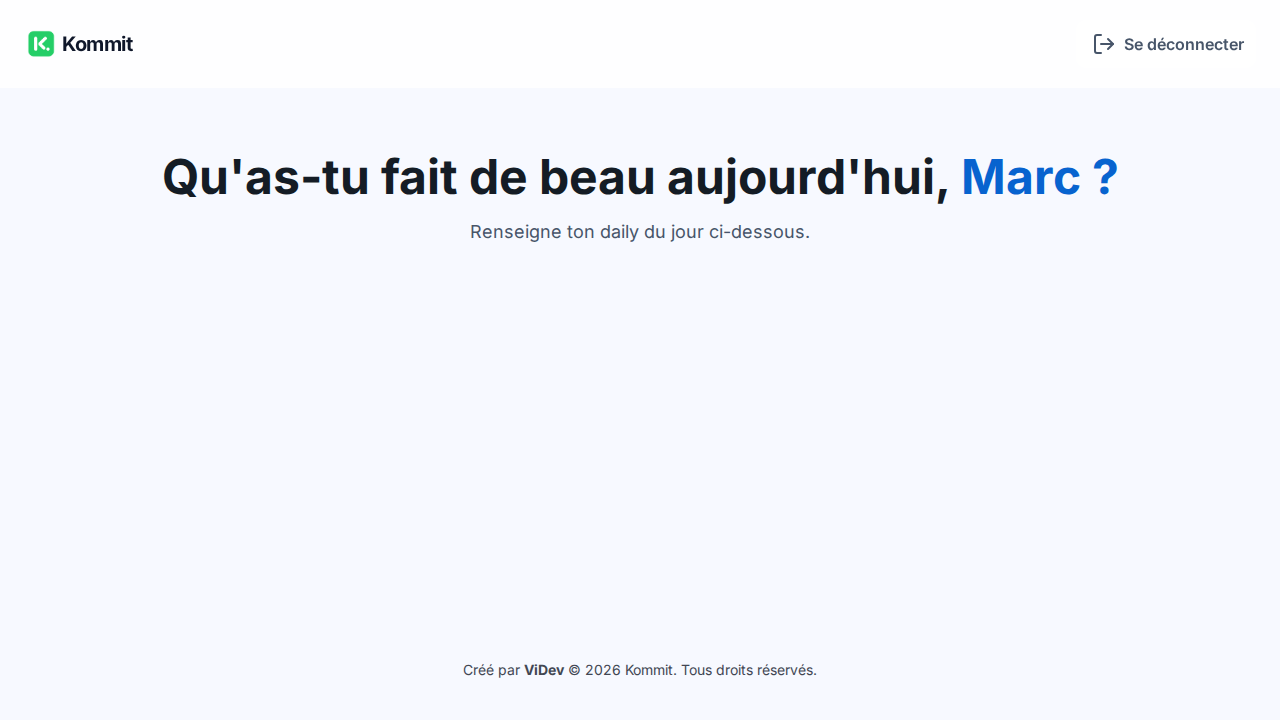 Kommit
Se déconnecter
Qu'as-tu fait de beau aujourd'hui, Marc ?
Renseigne ton daily du jour ci-dessous.
Créé par ViDev © 2026 Kommit. Tous droits réservés.